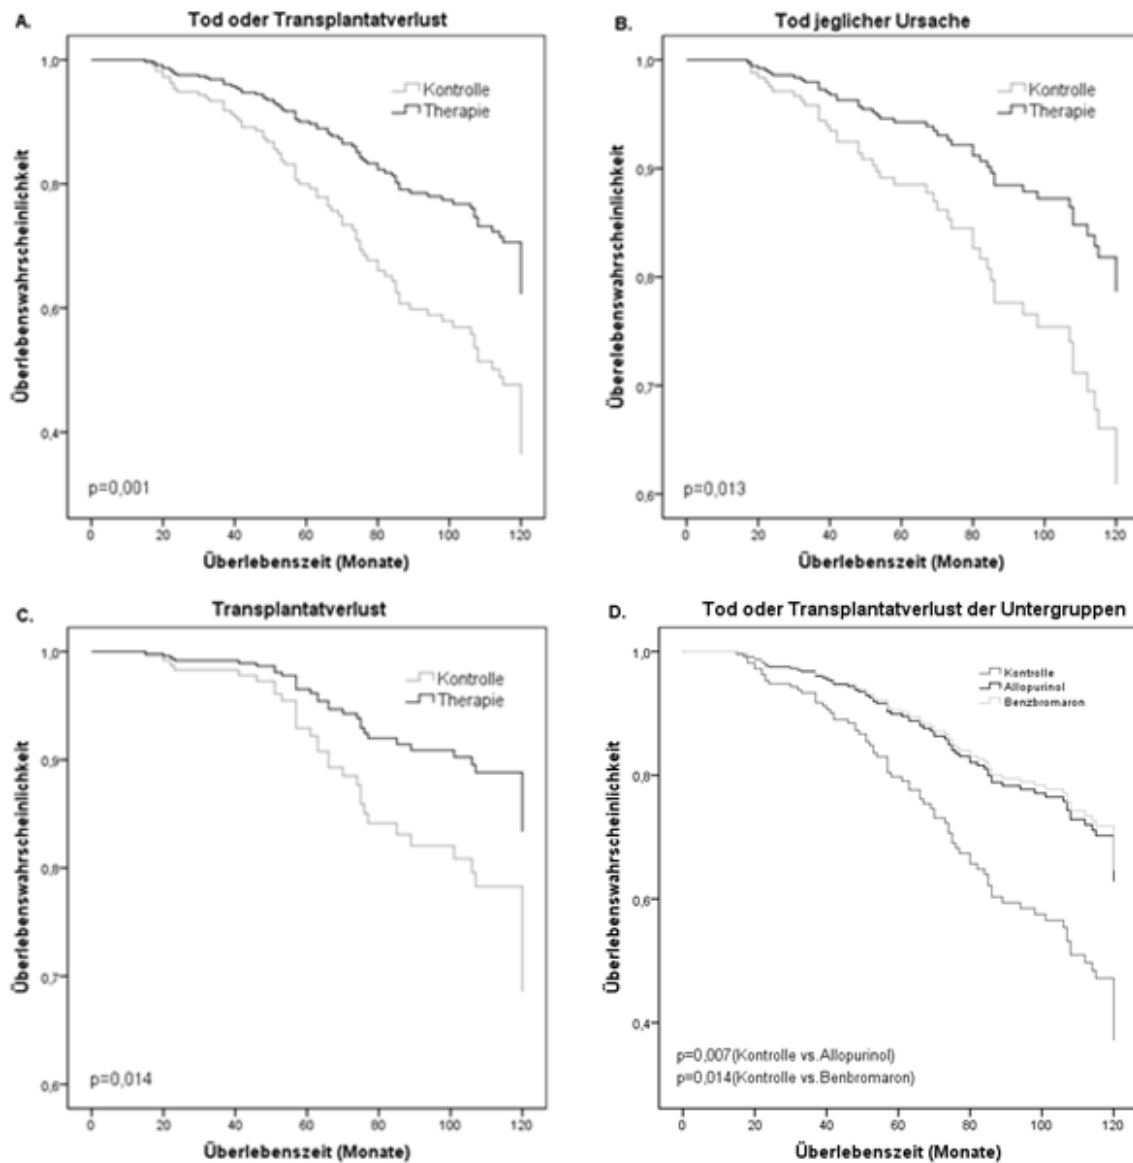 A.
Tod oder Transplantatverlust
1,0
0,8
0,6
0,4
Überlebenswahrscheinlichkeit
Kontrolle
Therapie
p=0,001
0 20 40 60 80 100 120
Überlebenszeit (Monate)
B.
Tod jeglicher Ursache
1,0
0,9
0,8
0,7
0,6
Überelebenswahrscheinlichkeit
Kontrolle
Therapie
p=0,013
0 20 40 60 80 100 120
Überlebenszeit (Monate)
C.
Transplantatverlust
1,0
0,9
0,8
0,7
0,6
Überlebenswahrscheinlichkeit
Kontrolle
Therapie
p=0,014
0 20 40 60 80 100 120
Überlebenszeit (Monate)
D.
Tod oder Transplantatverlust der Untergruppen
1,0
0,8
0,6
0,4
Überlebenswahrscheinlichkeit
Kontrolle
Allopurinol
Benzbromaron
p=0,007(Kontrolle vs.Allopurinol)
p=0,014(Kontrolle vs.Benbromaron)
0 20 40 60 80 100 120
Überlebenszeit (Monate)